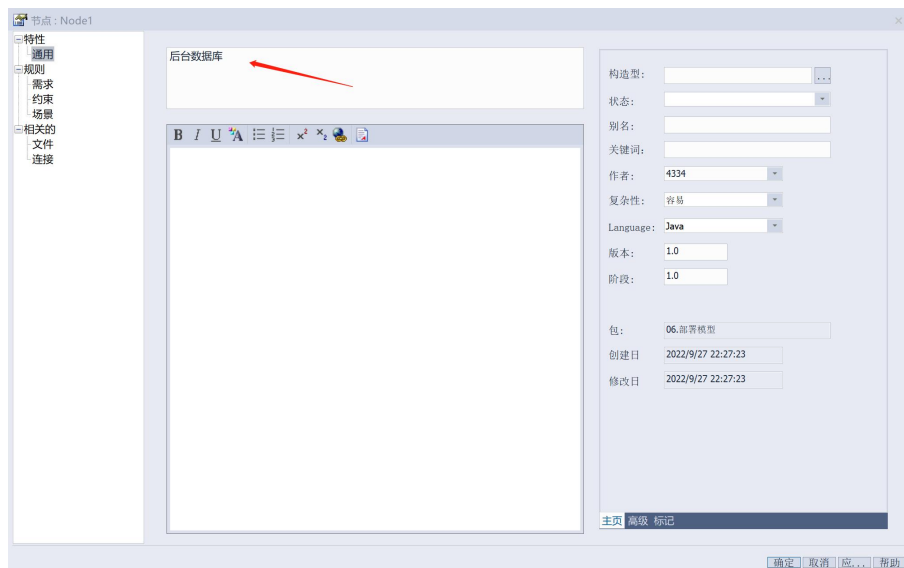 节点 : Node1
特性
通用
规则
需求
约束
场景
相关的
文件
连接
后台数据库
B I U A x² x₂
构造型:
...
状态:
别名:
关键词:
作者: 4334
复杂性: 容易
Language: Java
版本: 1.0
阶段: 1.0
包: 06.部署模型
创建日 2022/9/27 22:27:23
修改日 2022/9/27 22:27:23
主页 高级 标记
确定 取消 应... 帮助